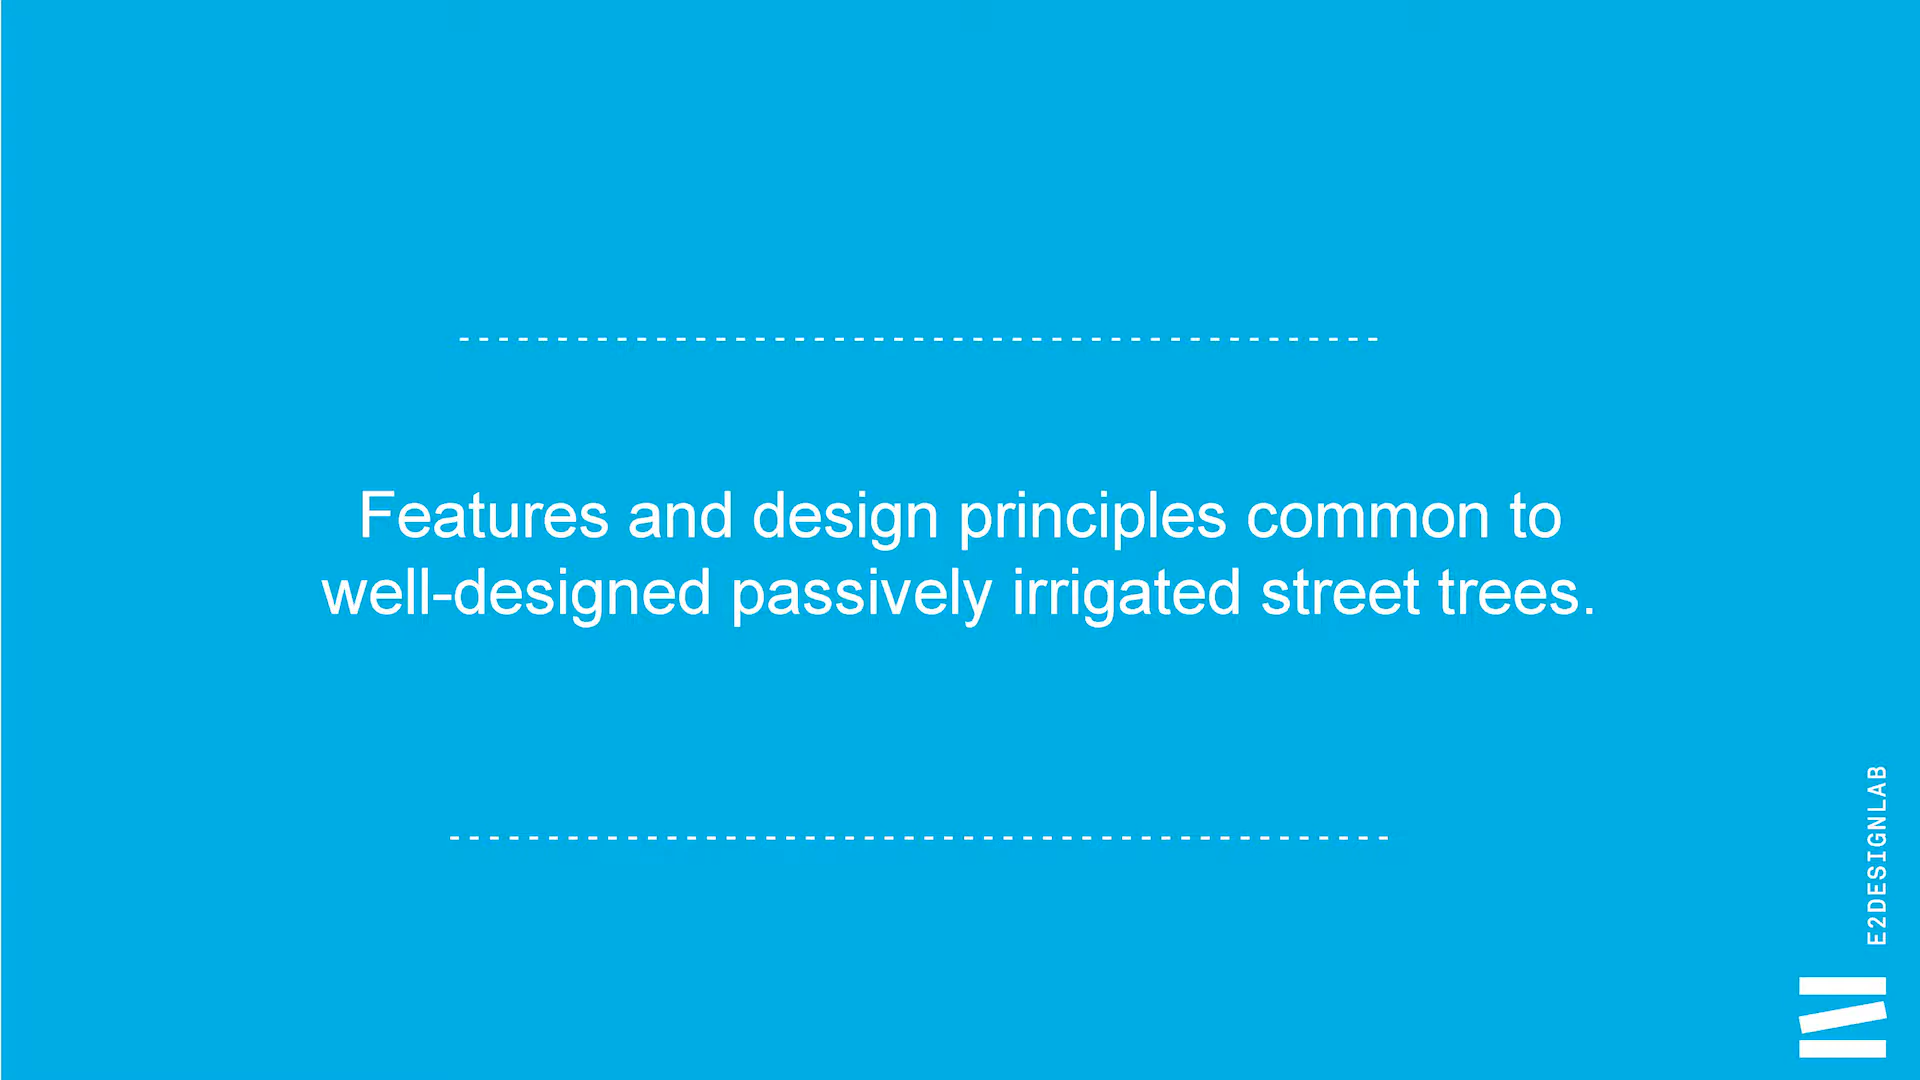 Features and design principles common to
well-designed passively irrigated street trees.
E2DESIGNLAB